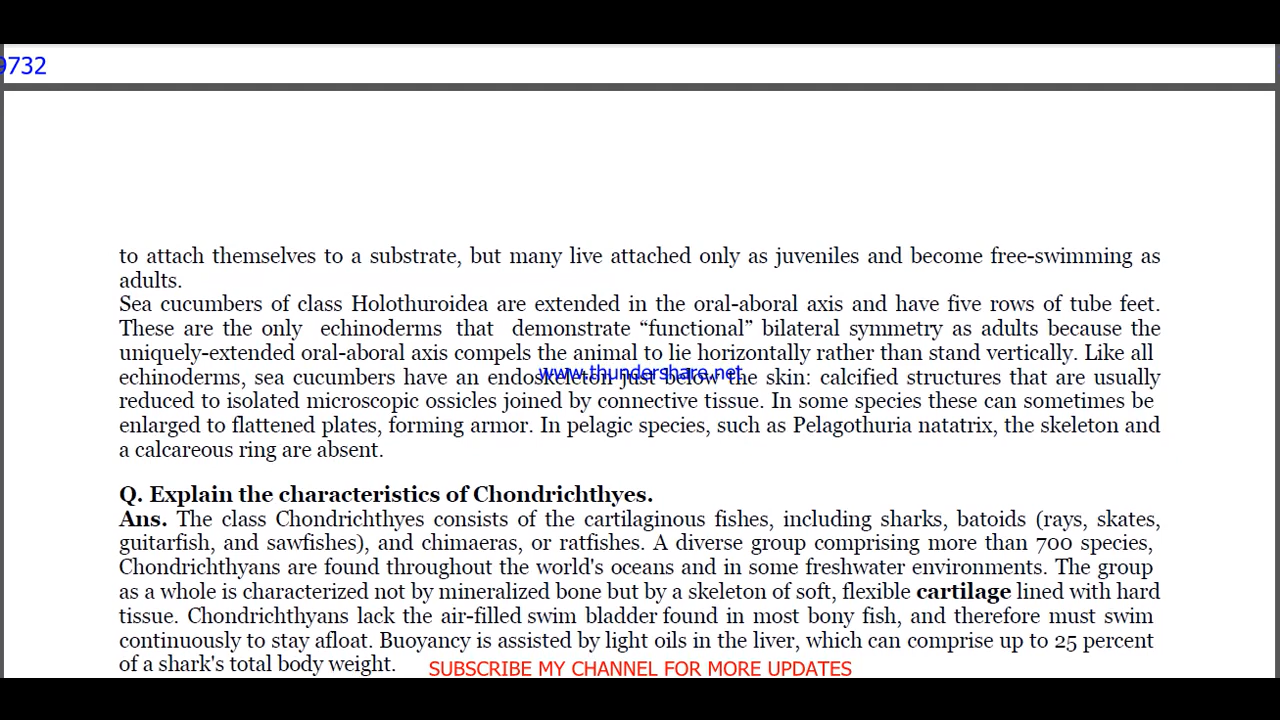 9732
to attach themselves to a substrate, but many live attached only as juveniles and become free-swimming as
adults.
Sea cucumbers of class Holothuroidea are extended in the oral-aboral axis and have five rows of tube feet.
These are the only echinoderms that demonstrate “functional” bilateral symmetry as adults because the
uniquely-extended oral-aboral axis compels the animal to lie horizontally rather than stand vertically. Like all
echinoderms, sea cucumbers have an endoskeleton just below the skin: calcified structures that are usually
www.thundershare.net
reduced to isolated microscopic ossicles joined by connective tissue. In some species these can sometimes be
enlarged to flattened plates, forming armor. In pelagic species, such as Pelagothuria natatrix, the skeleton and
a calcareous ring are absent.
Q. Explain the characteristics of Chondrichthyes.
Ans. The class Chondrichthyes consists of the cartilaginous fishes, including sharks, batoids (rays, skates,
guitarfish, and sawfishes), and chimaeras, or ratfishes. A diverse group comprising more than 700 species,
Chondrichthyans are found throughout the world's oceans and in some freshwater environments. The group
as a whole is characterized not by mineralized bone but by a skeleton of soft, flexible cartilage lined with hard
tissue. Chondrichthyans lack the air-filled swim bladder found in most bony fish, and therefore must swim
continuously to stay afloat. Buoyancy is assisted by light oils in the liver, which can comprise up to 25 percent
of a shark's total body weight.
SUBSCRIBE MY CHANNEL FOR MORE UPDATES